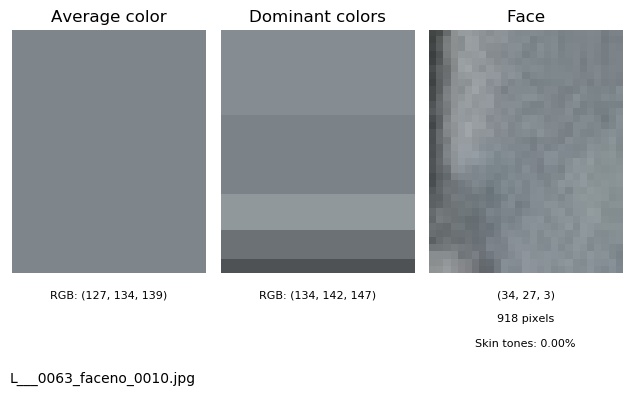 Average color
Dominant colors
Face
RGB: (127, 134, 139)
RGB: (134, 142, 147)
(34, 27, 3)
918 pixels
Skin tones: 0.00%
L___0063_faceno_0010.jpg